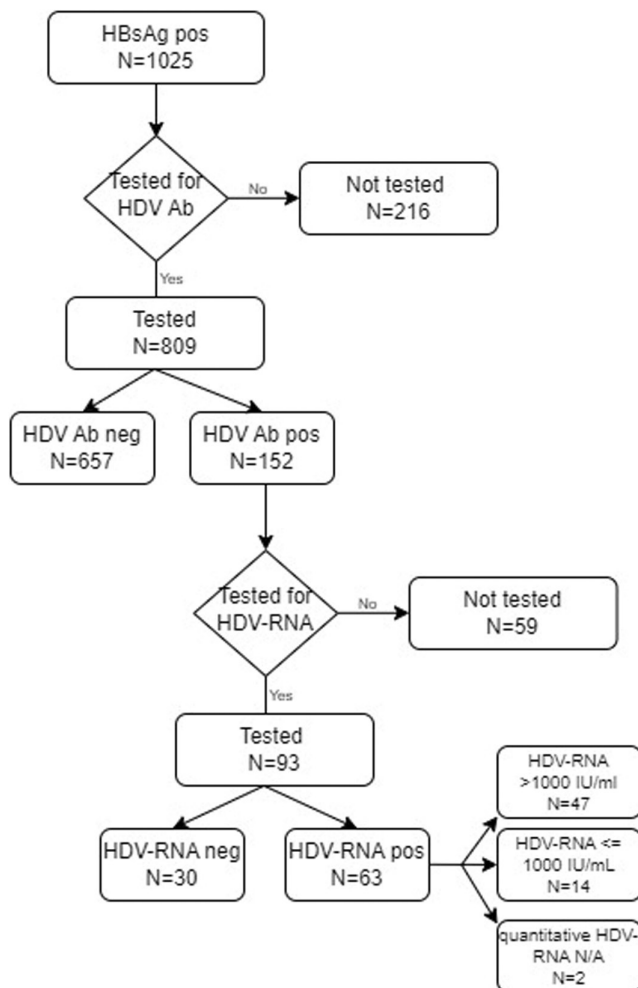 HBsAg pos
N=1025
Tested for
HDV Ab
No
Not tested
N=216
Yes
Tested
N=809
HDV Ab neg
N=657
HDV Ab pos
N=152
Tested for
HDV-RNA
No
Not tested
N=59
Yes
Tested
N=93
HDV-RNA neg
N=30
HDV-RNA pos
N=63
HDV-RNA
>1000 IU/ml
N=47
HDV-RNA <=
1000 IU/mL
N=14
quantitative HDV-
RNA N/A
N=2